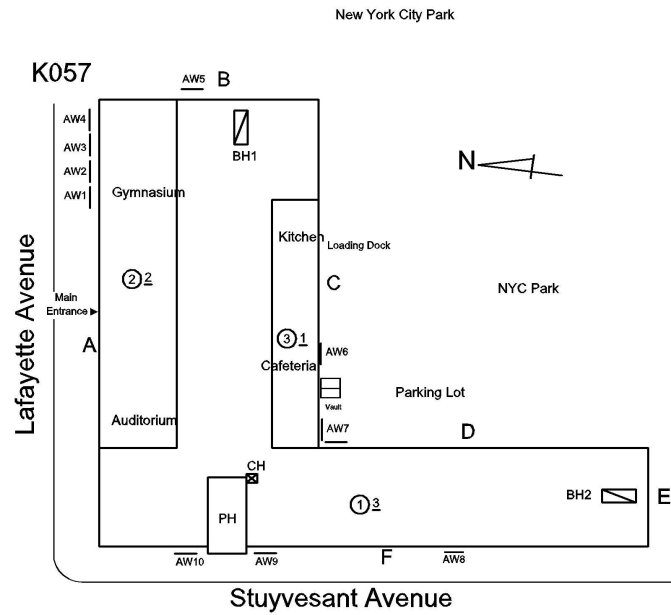 New York City Park
K057
AW5
B
AW4
AW3
AW2
AW1
BH1
N
Gymnasium
Kitchen
Loading Dock
C
2 2
NYC Park
Main
Entrance
Lafayette Avenue
A
3 1
AW6
Cafeteria
Parking Lot
Vault
Auditorium
AW7
D
CH
BH2
E
1 3
PH
AW10
AW9
F
AW8
Stuyvesant Avenue